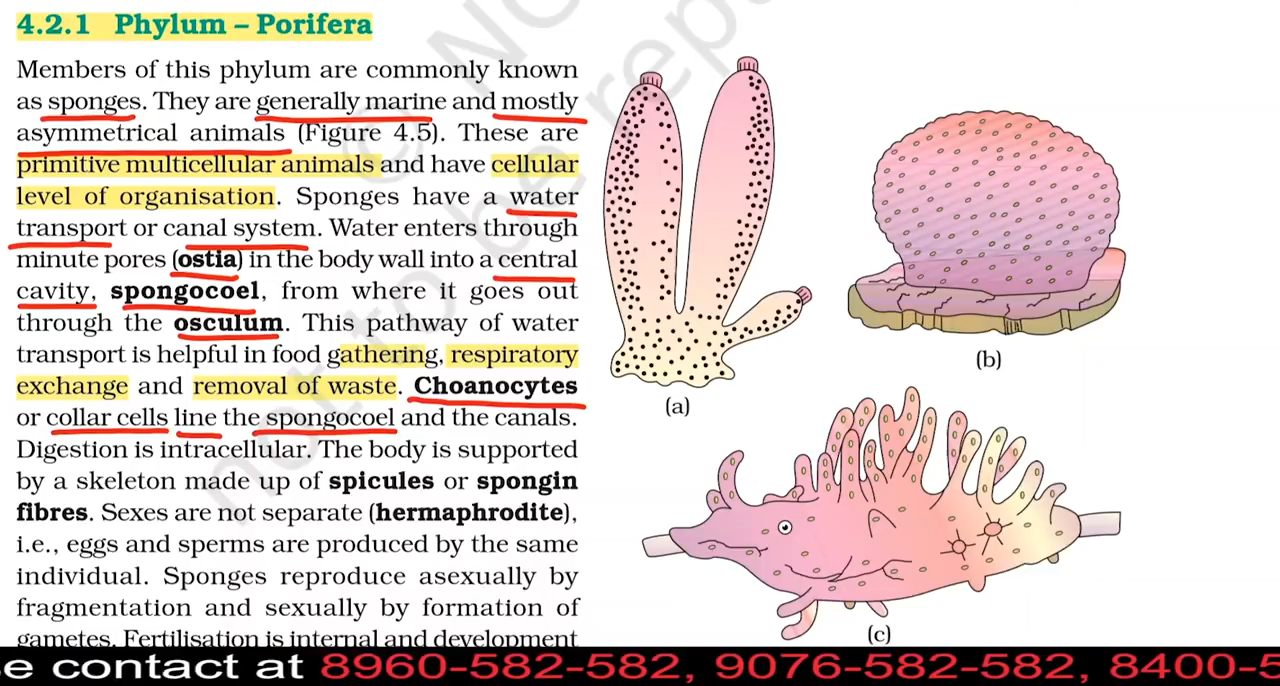 4.2.1 Phylum – Porifera
Members of this phylum are commonly known
as sponges. They are generally marine and mostly
asymmetrical animals (Figure 4.5). These are
primitive multicellular animals and have cellular
level of organisation. Sponges have a water
transport or canal system. Water enters through
minute pores (ostia) in the body wall into a central
cavity, spongocoel, from where it goes out
through the osculum. This pathway of water
transport is helpful in food gathering, respiratory
exchange and removal of waste. Choanocytes
or collar cells line the spongocoel and the canals.
Digestion is intracellular. The body is supported
by a skeleton made up of spicules or spongin
fibres. Sexes are not separate (hermaphrodite),
i.e., eggs and sperms are produced by the same
individual. Sponges reproduce asexually by
fragmentation and sexually by formation of
gametes. Fertilisation is internal and development
(a)
(b)
(c)
not to be rep
© N
e contact at 8960-582-582, 9076-582-582, 8400-5